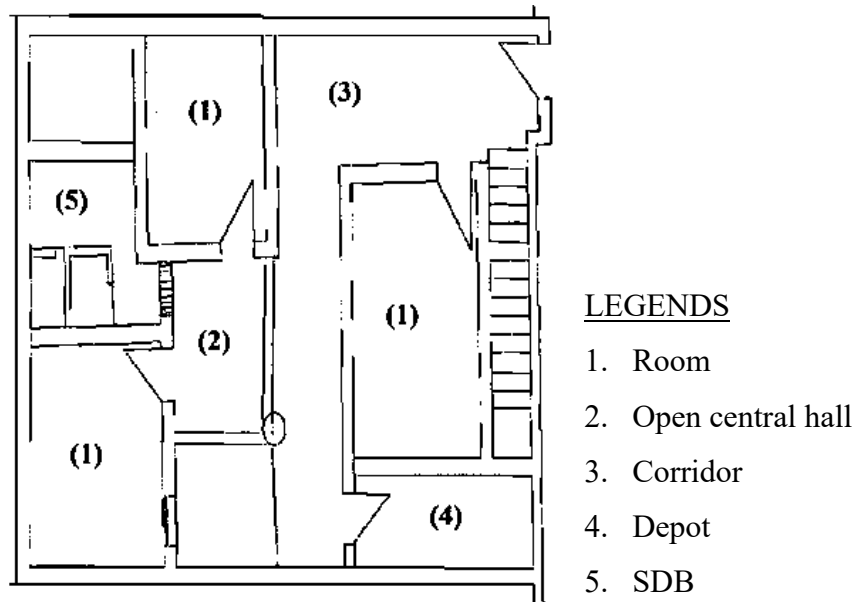 (1)
(3)
(5)
(1)
(2)
(1)
(4)
LEGENDS
1. Room
2. Open central hall
3. Corridor
4. Depot
5. SDB